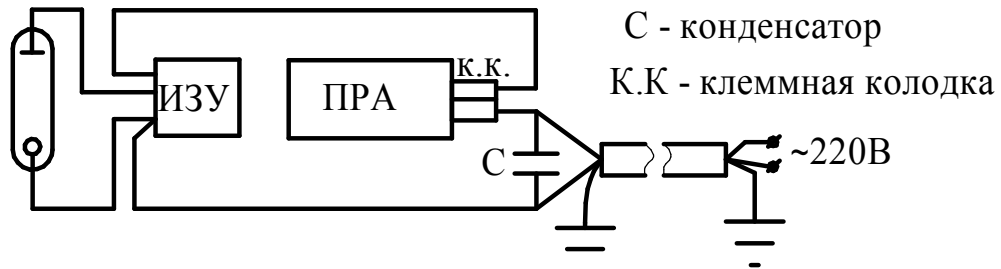 С - конденсатор
к.к.
К.К - клеммная колодка
ИЗУ
ПРА
С
~220В